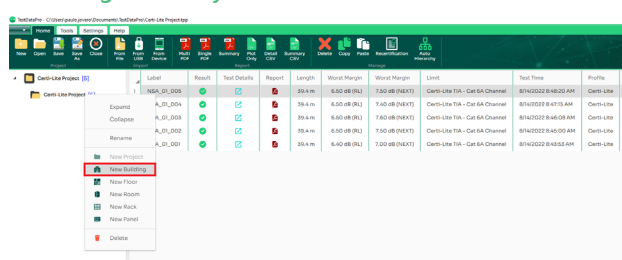 TestDataPro - C:\Users\paulo.jovero\Documents\TestDataPro\Certi-Lite Project.tpp
Home Tools Settings Help
New Open Save Save As Close From File From USB From Device Multi PDF Single PDF Summary Plot Only Detail CSV Summary CSV Delete Copy Paste Recertification Auto Hierarchy
Project Import Report Manage
Certi-Lite Project [5]
Certi-Lite Project
Label Result Test Details Report Length Worst Margin Worst Margin Limit Test Time Profile
1 NSA_01_005 39.4 m 6.50 dB (RL) 7.50 dB (NEXT) Certi-Lite TIA - Cat 6A Channel 8/14/2022 8:48:20 AM Certi-Lite
A_01_004 39.4 m 6.60 dB (RL) 7.40 dB (NEXT) Certi-Lite TIA - Cat 6A Channel 8/14/2022 8:47:13 AM Certi-Lite
A_01_003 39.4 m 6.50 dB (RL) 7.50 dB (NEXT) Certi-Lite TIA - Cat 6A Channel 8/14/2022 8:46:08 AM Certi-Lite
A_01_002 39.4 m 6.50 dB (RL) 7.60 dB (NEXT) Certi-Lite TIA - Cat 6A Channel 8/14/2022 8:45:00 AM Certi-Lite
A_01_001 39.4 m 6.40 dB (RL) 7.00 dB (NEXT) Certi-Lite TIA - Cat 6A Channel 8/14/2022 8:43:53 AM Certi-Lite
Expand
Collapse
Rename
New Project
New Building
New Floor
New Room
New Rack
New Panel
Delete